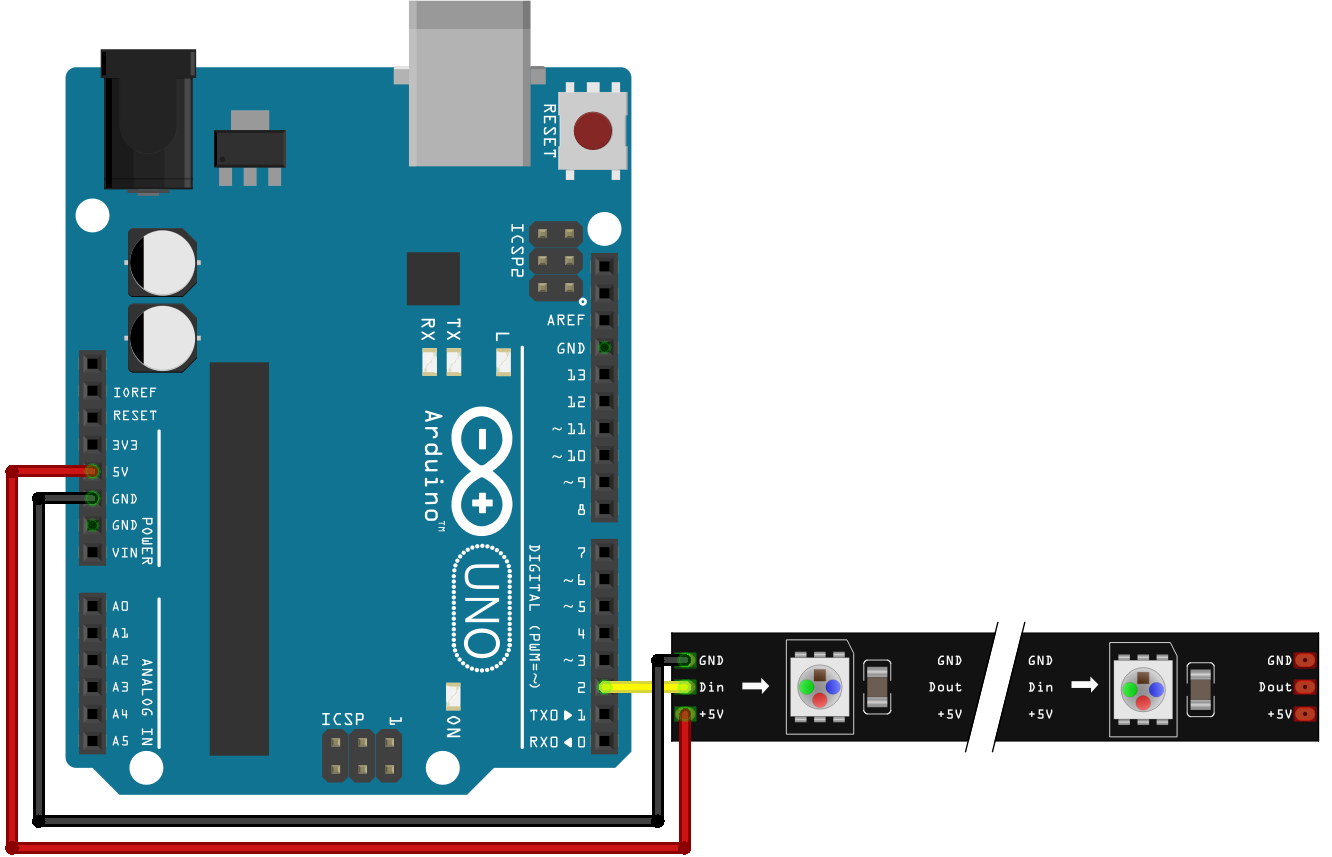 RESET
ICSP2
AREF
GND
13
12
~11
~10
~9
8
RX
TX
L
IOREF
RESET
3V3
5V
GND
GND
VIN
POWER
Arduino™
UNO
DIGITAL (PWM=~)
7
~6
~5
4
~3
2
TX0▶1
RX0◀0
A0
A1
A2
A3
A4
A5
ANALOG IN
ICSP
1
ON
GND
Din
+5V
GND
Dout
+5V
GND
Din
+5V
GND
Dout
+5V